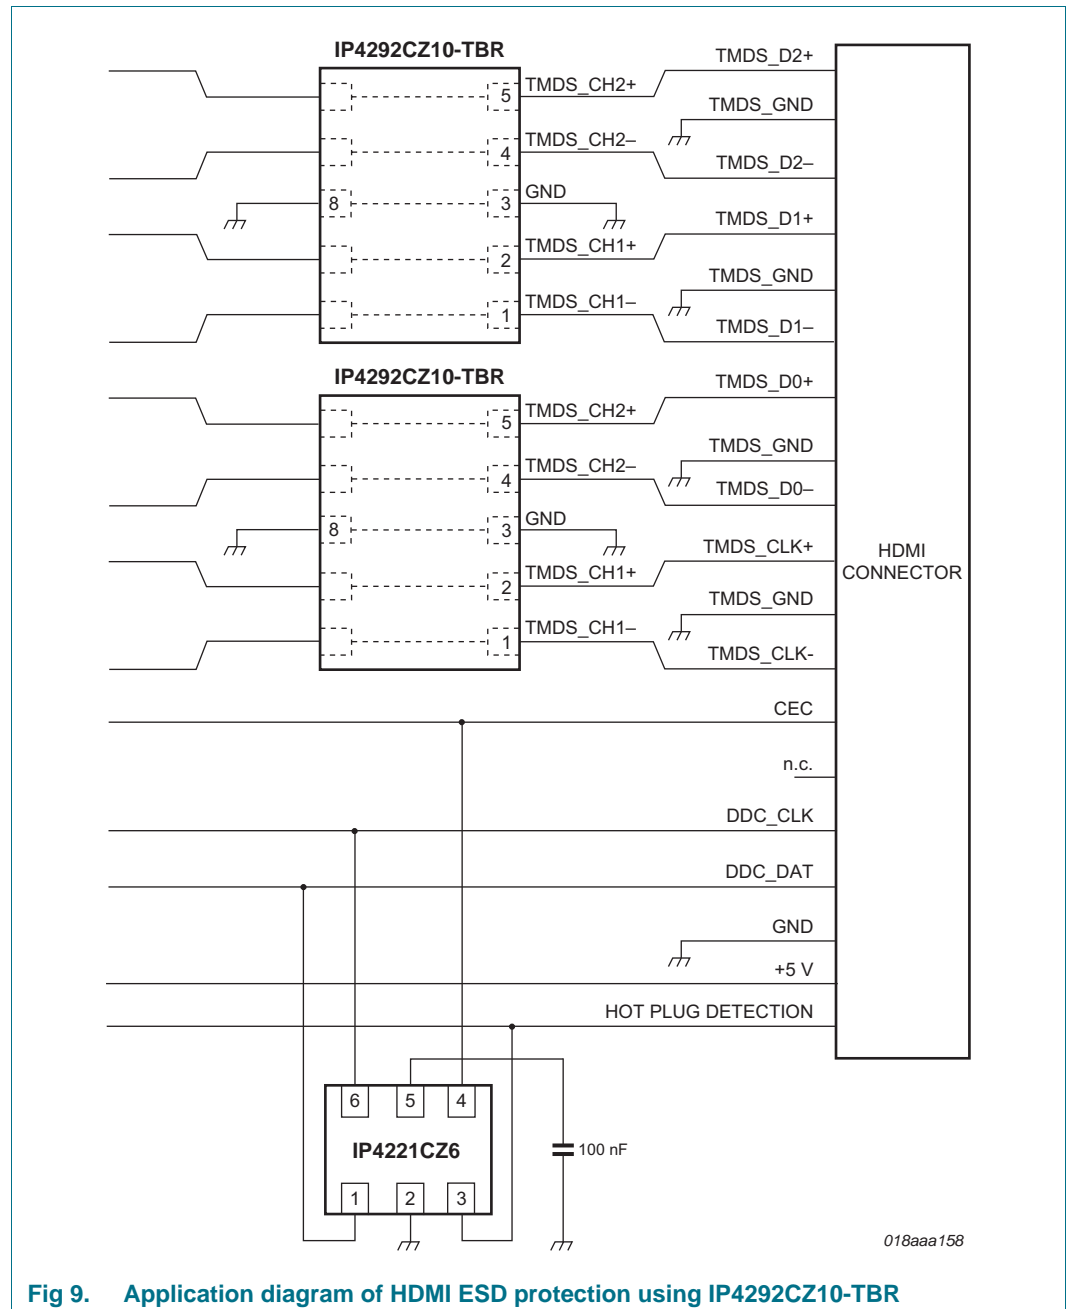 IP4292CZ10-TBR
TMDS_D2+
5 TMDS_CH2+
TMDS_GND
4 TMDS_CH2–
TMDS_D2–
8 3 GND
TMDS_D1+
2 TMDS_CH1+
TMDS_GND
1 TMDS_CH1–
TMDS_D1–
IP4292CZ10-TBR
TMDS_D0+
5 TMDS_CH2+
TMDS_GND
4 TMDS_CH2–
TMDS_D0–
8 3 GND
TMDS_CLK+
HDMI
CONNECTOR
2 TMDS_CH1+
TMDS_GND
1 TMDS_CH1–
TMDS_CLK-
CEC
n.c.
DDC_CLK
DDC_DAT
GND
+5 V
HOT PLUG DETECTION
6 5 4
IP4221CZ6
100 nF
1 2 3
018aaa158
Fig 9. Application diagram of HDMI ESD protection using IP4292CZ10-TBR